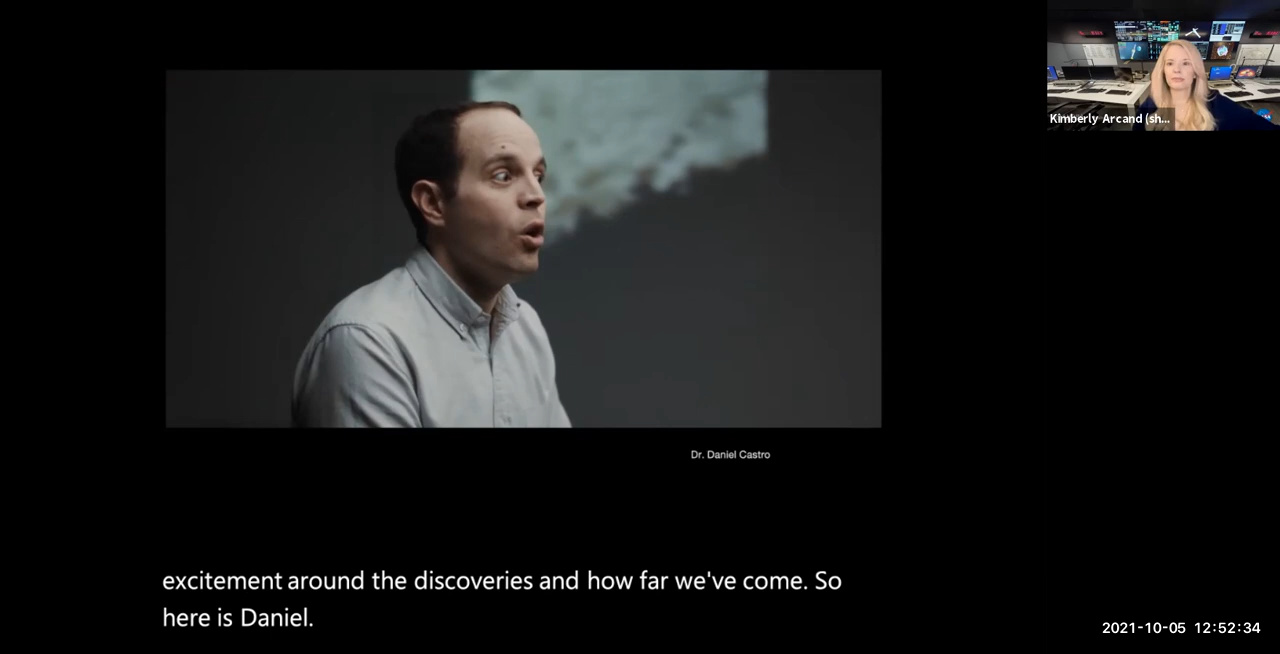 Kimberly Arcand (sh...
Dr. Daniel Castro
excitement around the discoveries and how far we've come. So
here is Daniel.
2021-10-05 12:52:34